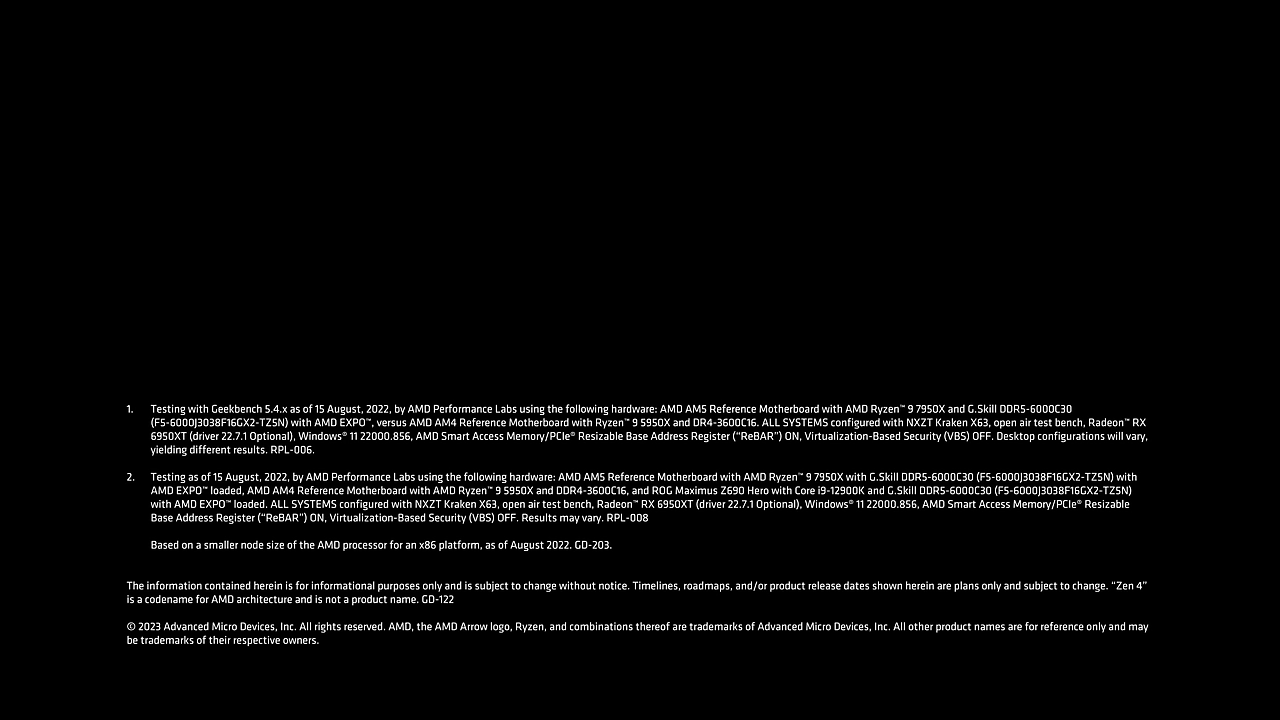 1. Testing with Geekbench 5.4.x as of 15 August, 2022, by AMD Performance Labs using the following hardware: AMD AM5 Reference Motherboard with AMD Ryzen™ 9 7950X and G.Skill DDR5-6000C30
(F5-6000J3038F16GX2-TZ5N) with AMD EXPO™, versus AMD AM4 Reference Motherboard with Ryzen™ 9 5950X and DR4-3600C16. ALL SYSTEMS configured with NXZT Kraken X63, open air test bench, Radeon™ RX
6950XT (driver 22.7.1 Optional), Windows® 11 22000.856, AMD Smart Access Memory/PCIe® Resizable Base Address Register (“ReBAR”) ON, Virtualization-Based Security (VBS) OFF. Desktop configurations will vary,
yielding different results. RPL-006.
2. Testing as of 15 August, 2022, by AMD Performance Labs using the following hardware: AMD AM5 Reference Motherboard with AMD Ryzen™ 9 7950X with G.Skill DDR5-6000C30 (F5-6000J3038F16GX2-TZ5N) with
AMD EXPO™ loaded, AMD AM4 Reference Motherboard with AMD Ryzen™ 9 5950X and DDR4-3600C16, and ROG Maximus Z690 Hero with Core i9-12900K and G.Skill DDR5-6000C30 (F5-6000J3038F16GX2-TZ5N)
with AMD EXPO™ loaded. ALL SYSTEMS configured with NXZT Kraken X63, open air test bench, Radeon™ RX 6950XT (driver 22.7.1 Optional), Windows® 11 22000.856, AMD Smart Access Memory/PCIe® Resizable
Base Address Register (“ReBAR”) ON, Virtualization-Based Security (VBS) OFF. Results may vary. RPL-008
Based on a smaller node size of the AMD processor for an x86 platform, as of August 2022. GD-203.
The information contained herein is for informational purposes only and is subject to change without notice. Timelines, roadmaps, and/or product release dates shown herein are plans only and subject to change. “Zen 4”
is a codename for AMD architecture and is not a product name. GD-122
© 2023 Advanced Micro Devices, Inc. All rights reserved. AMD, the AMD Arrow logo, Ryzen, and combinations thereof are trademarks of Advanced Micro Devices, Inc. All other product names are for reference only and may
be trademarks of their respective owners.